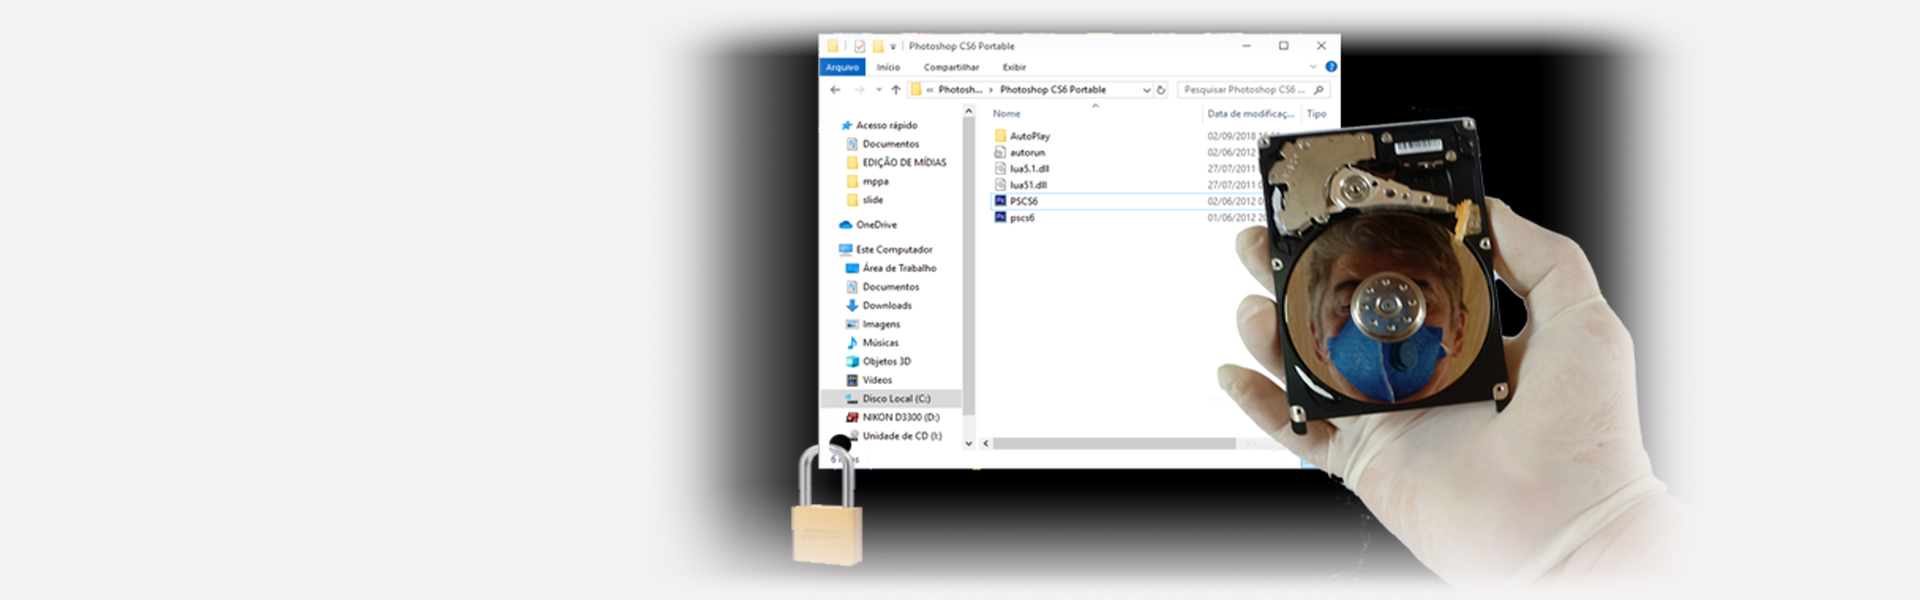 Photoshop CS6 Portable
Arquivo Início Compartilhar Exibir
« Photosh... > Photoshop CS6 Portable Pesquisar Photoshop CS6 ...
Nome Data de modificaç... Tipo
Acesso rápido
Documentos
EDIÇÃO DE MÍDIAS
mppa
slide
OneDrive
Este Computador
Área de Trabalho
Documentos
Downloads
Imagens
Músicas
Objetos 3D
Vídeos
Disco Local (C:)
NIKON D3300 (D:)
Unidade de CD (I:)
AutoPlay 02/09/2018
autorun 02/06/2012
lua5.1.dll 27/07/2011
lua51.dll 27/07/2011
PSCS6 02/06/2012
pscs6 01/06/2012
6